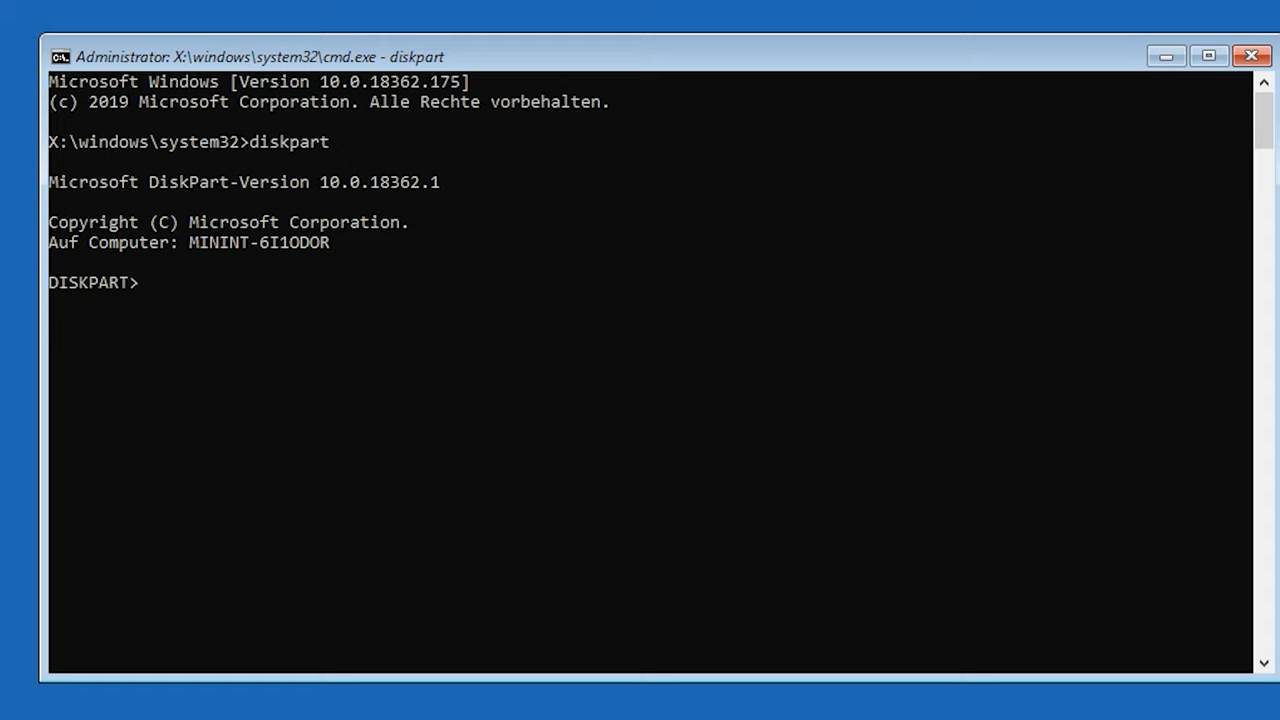 Administrator: X:\windows\system32\cmd.exe - diskpart
Microsoft Windows [Version 10.0.18362.175]
(c) 2019 Microsoft Corporation. Alle Rechte vorbehalten.
X:\windows\system32>diskpart
Microsoft DiskPart-Version 10.0.18362.1
Copyright (C) Microsoft Corporation.
Auf Computer: MININT-6I1ODOR
DISKPART>